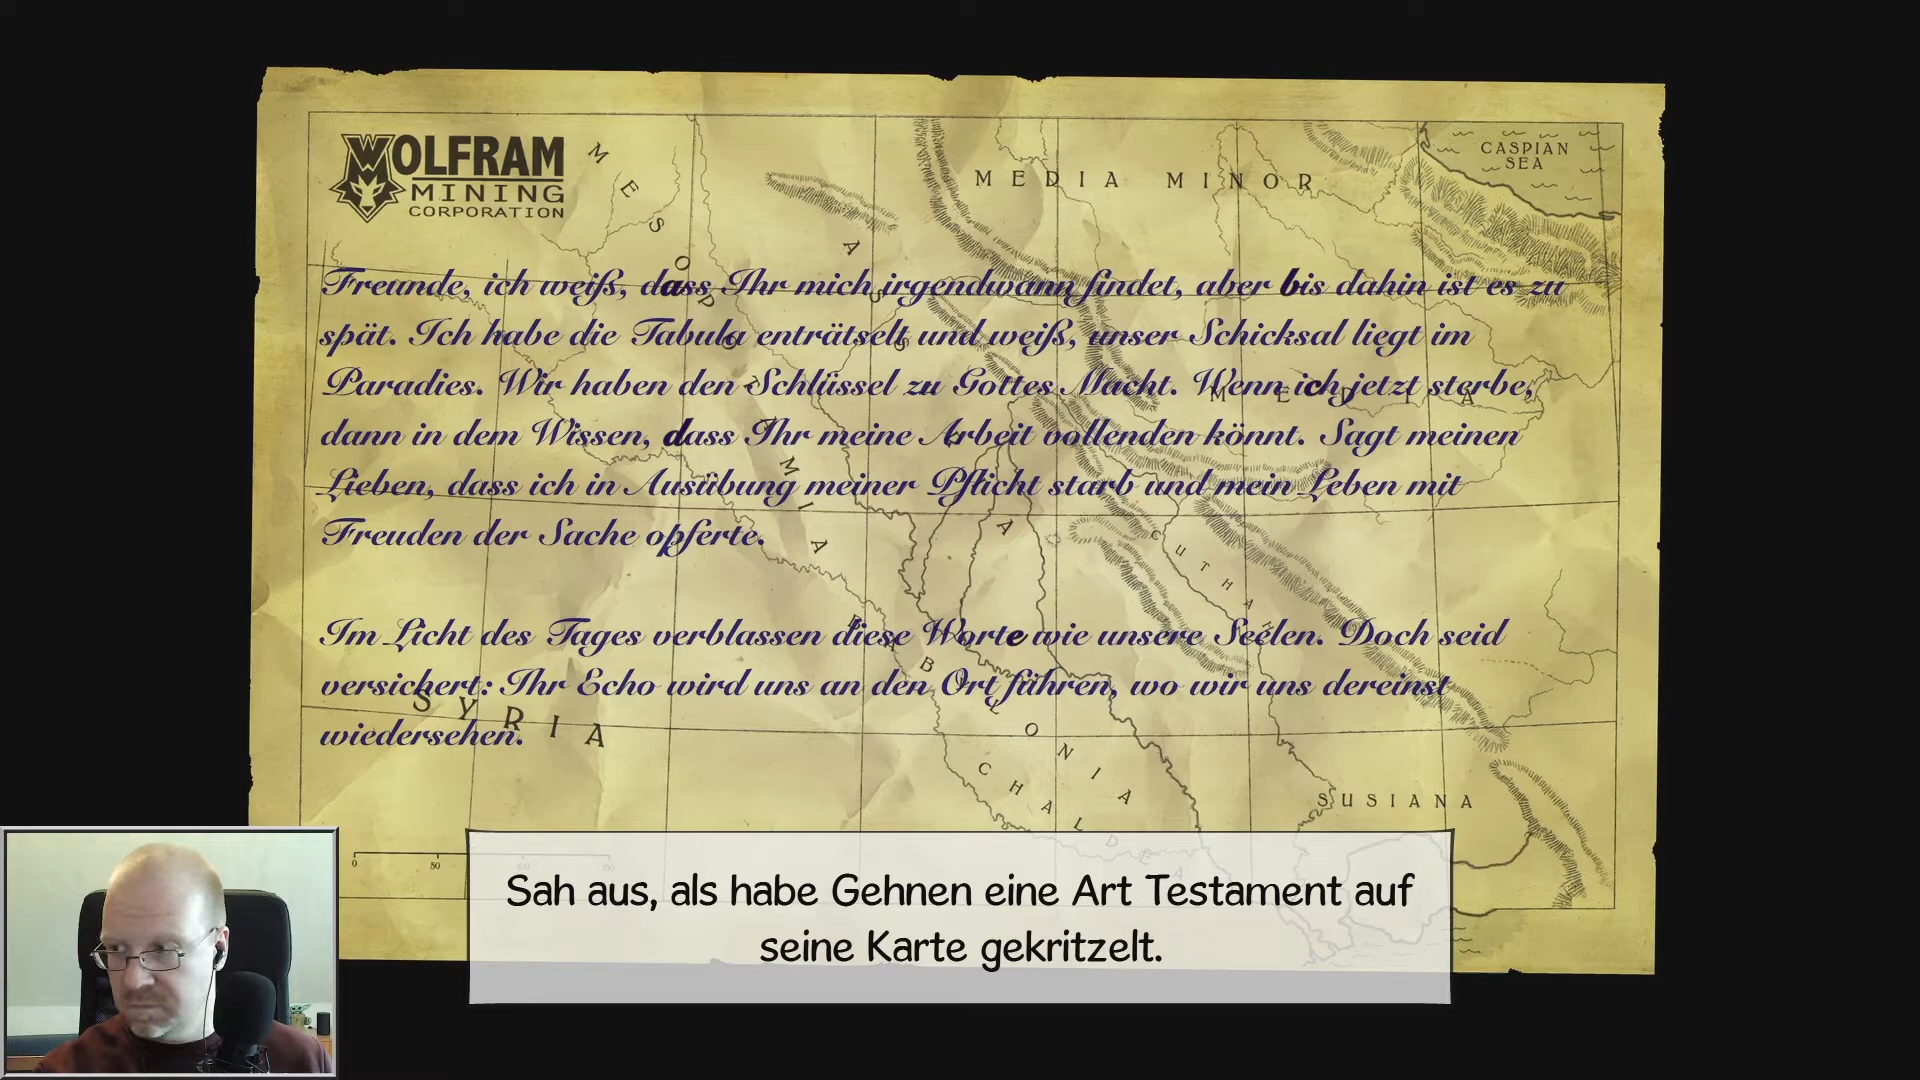 WOLFRAM
MINING
CORPORATION
MESOPOTAMIA
ASSYRIA
MEDIA MINOR
CASPIAN
SEA
Freunde, ich weiß, dass Ihr mich irgendwann findet, aber bis dahin ist es zu
spät. Ich habe die Tabula enträtselt und weiß, unser Schicksal liegt im
Paradies. Wir haben den Schlüssel zu Gottes Macht. Wenn ich jetzt sterbe,
MEDIA
dann in dem Wissen, dass Ihr meine Arbeit vollenden könnt. Sagt meinen
Lieben, dass ich in Ausübung meiner Pflicht starb und mein Leben mit
Freuden der Sache opferte.
Im Licht des Tages verblassen diese Worte wie unsere Seelen. Doch seid
versichert: Ihr Echo wird uns an den Ort führen, wo wir uns dereinst
wiedersehen.
SYRIA
BABYLONIA
CHALDEA
SUSIANA
0 50
Sah aus, als habe Gehnen eine Art Testament auf
seine Karte gekritzelt.